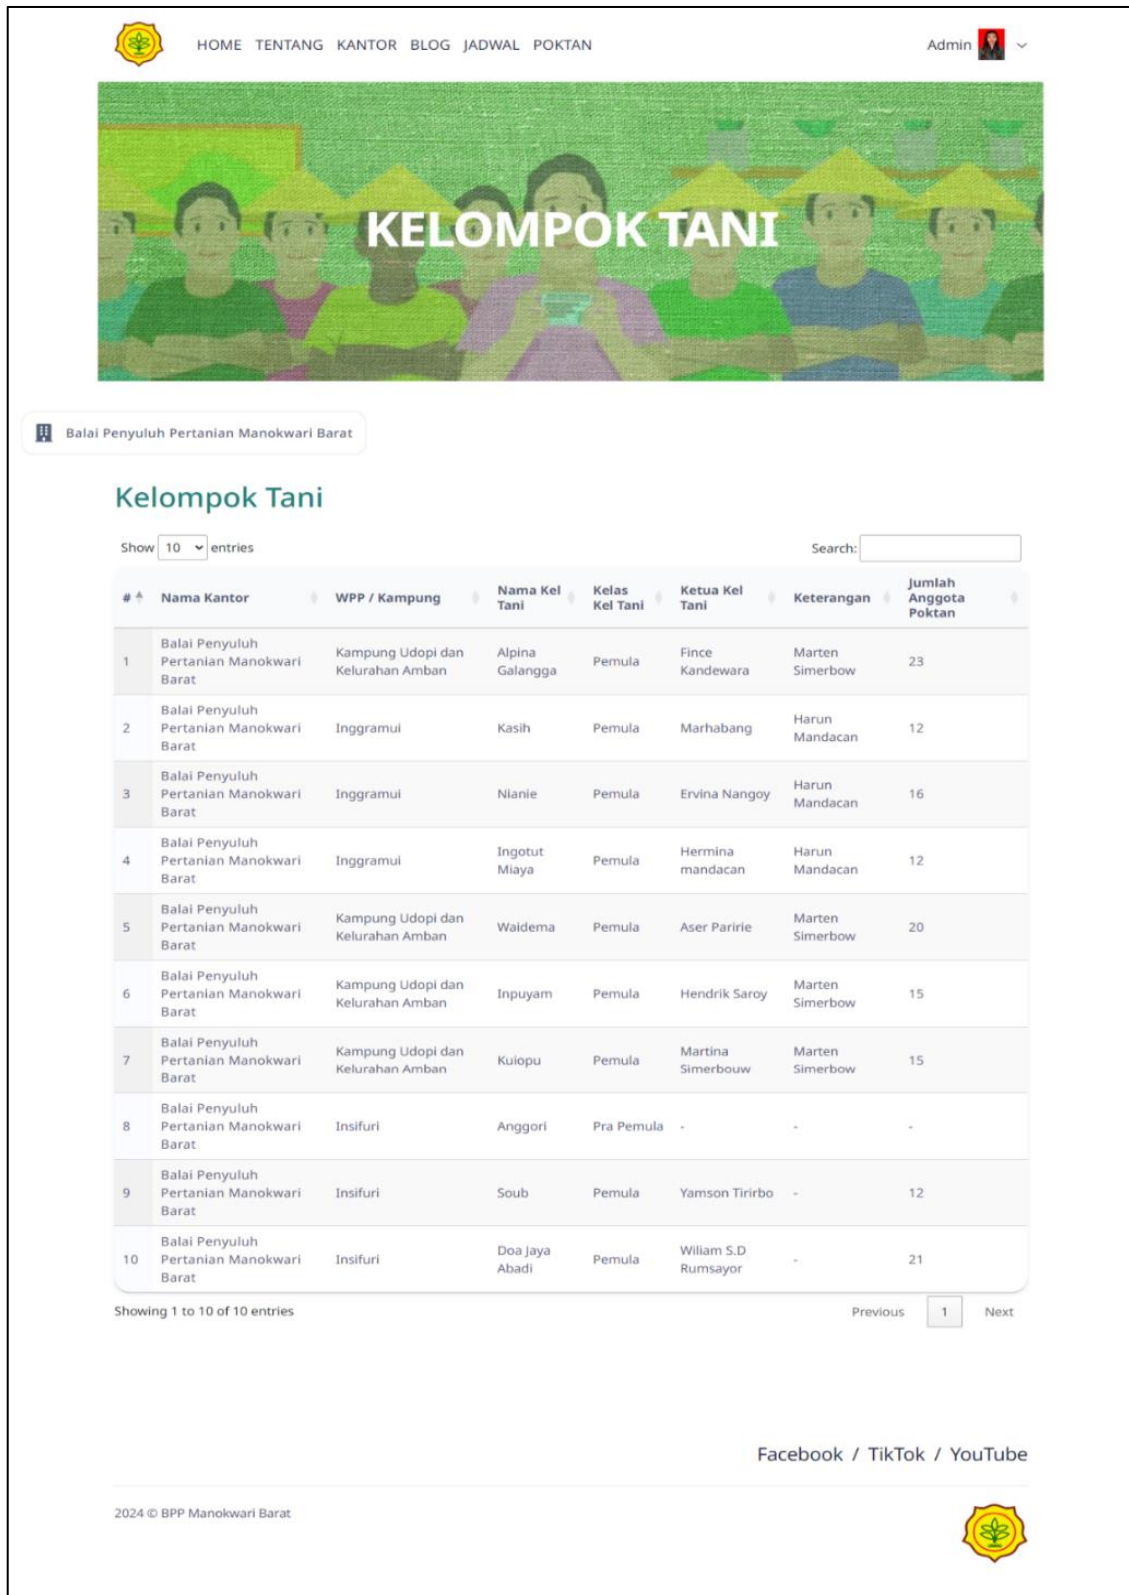 HOME TENTANG KANTOR BLOG JADWAL POKTAN
Admin
KELOMPOK TANI
Balai Penyuluh Pertanian Manokwari Barat
Kelompok Tani
Show 10 entries
Search:
# Nama Kantor WPP / Kampung Nama Kel Tani Kelas Kel Tani Ketua Kel Tani Keterangan Jumlah Anggota Poktan
1 Balai Penyuluh Pertanian Manokwari Barat Kampung Udopi dan Kelurahan Amban Alpina Galangga Pemula Fince Kandewara Marten Simerbow 23
2 Balai Penyuluh Pertanian Manokwari Barat Inggramui Kasih Pemula Marhabang Harun Mandacan 12
3 Balai Penyuluh Pertanian Manokwari Barat Inggramui Nianie Pemula Ervina Nangoy Harun Mandacan 16
4 Balai Penyuluh Pertanian Manokwari Barat Inggramui Ingotut Miaya Pemula Hermina mandacan Harun Mandacan 12
5 Balai Penyuluh Pertanian Manokwari Barat Kampung Udopi dan Kelurahan Amban Waidema Pemula Aser Paririe Marten Simerbow 20
6 Balai Penyuluh Pertanian Manokwari Barat Kampung Udopi dan Kelurahan Amban Inpuyam Pemula Hendrik Saroy Marten Simerbow 15
7 Balai Penyuluh Pertanian Manokwari Barat Kampung Udopi dan Kelurahan Amban Kuiopu Pemula Martina Simerbouw Marten Simerbow 15
8 Balai Penyuluh Pertanian Manokwari Barat Insifuri Anggori Pra Pemula - - -
9 Balai Penyuluh Pertanian Manokwari Barat Insifuri Soub Pemula Yamson Tirirbo - 12
10 Balai Penyuluh Pertanian Manokwari Barat Insifuri Doa Jaya Abadi Pemula Wiliam S.D Rumsayor - 21
Showing 1 to 10 of 10 entries
Previous 1 Next
Facebook / TikTok / YouTube
2024 © BPP Manokwari Barat